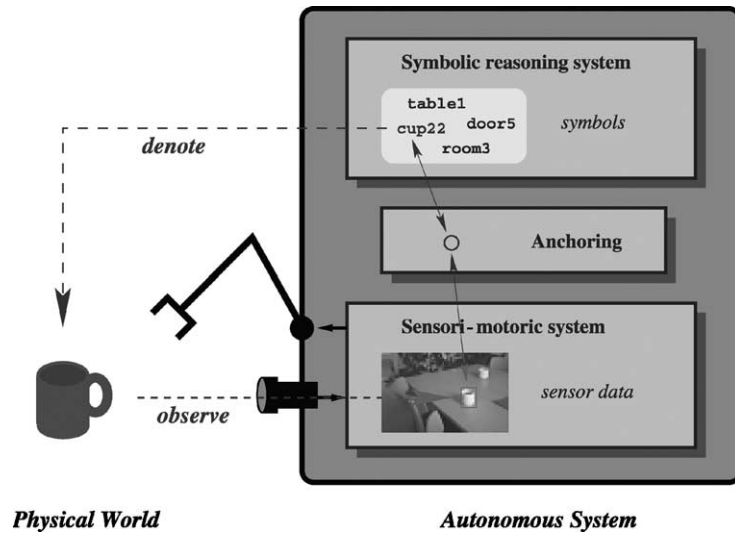 Symbolic reasoning system
table1
cup22 door5
room3
symbols
denote
Anchoring
Sensori-motoric system
sensor data
observe
Physical World
Autonomous System